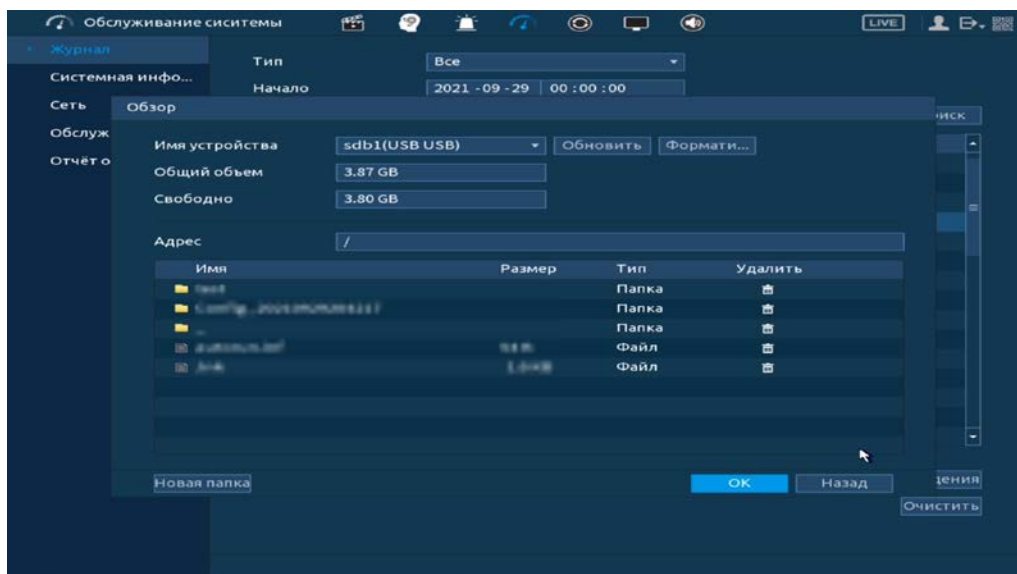 Обслуживание сиситемы
LIVE
Журнал
Системная инфо...
Сеть
Обслуж
Отчёт о
Тип
Все
Начало
2021 - 09 - 29 00 : 00 : 00
иск
Обзор
Имя устройства
sdb1(USB USB)
Обновить
Формати...
Общий объем
3.87 GB
Свободно
3.80 GB
Адрес
/
Имя Размер Тип Удалить
Папка
Папка
Папка
Файл
Файл
Новая папка
OK
Назад
дения
Очистить